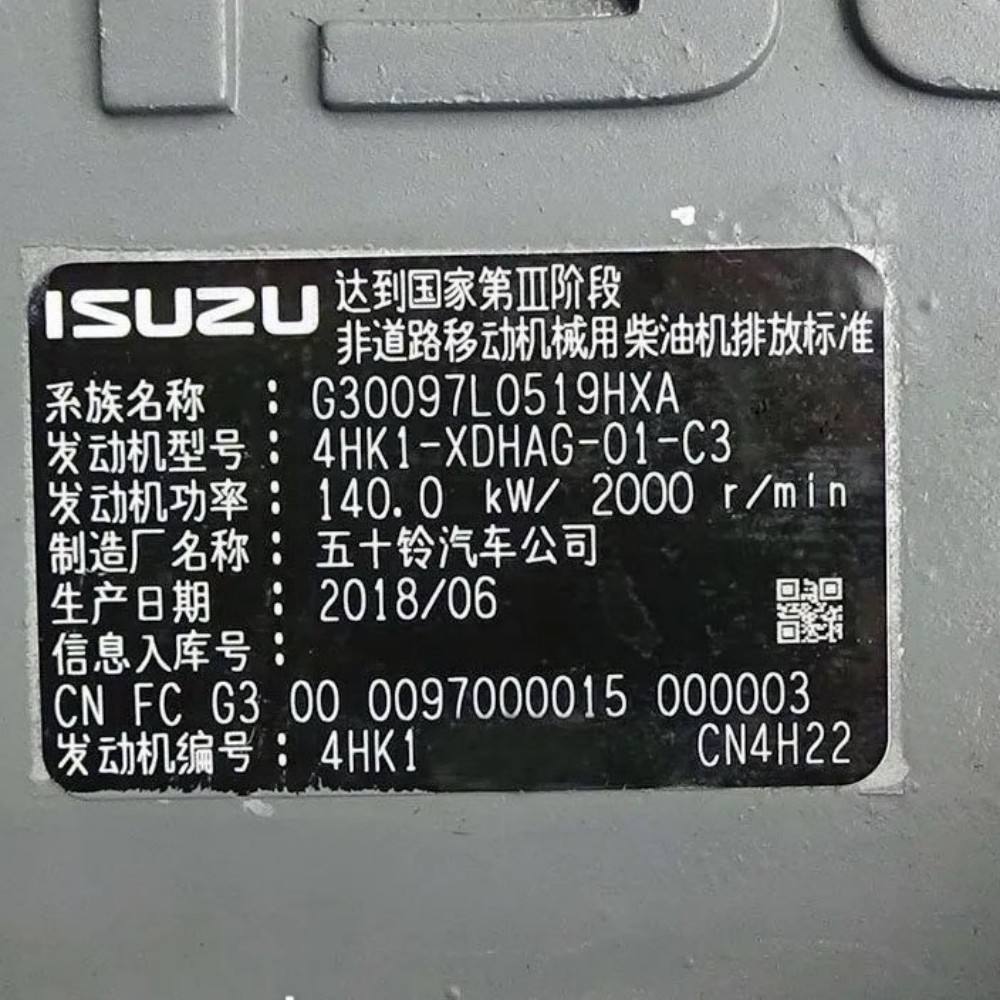 ISUZU 达到国家第III阶段
非道路移动机械用柴油机排放标准
系族名称 : G30097L0519HXA
发动机型号 : 4HK1-XDHAG-01-C3
发动机功率 : 140.0 kW/ 2000 r/min
制造厂名称 : 五十铃汽车公司
生产日期 : 2018/06
信息入库号 :
CN FC G3 00 0097000015 000003
发动机编号 : 4HK1 CN4H22